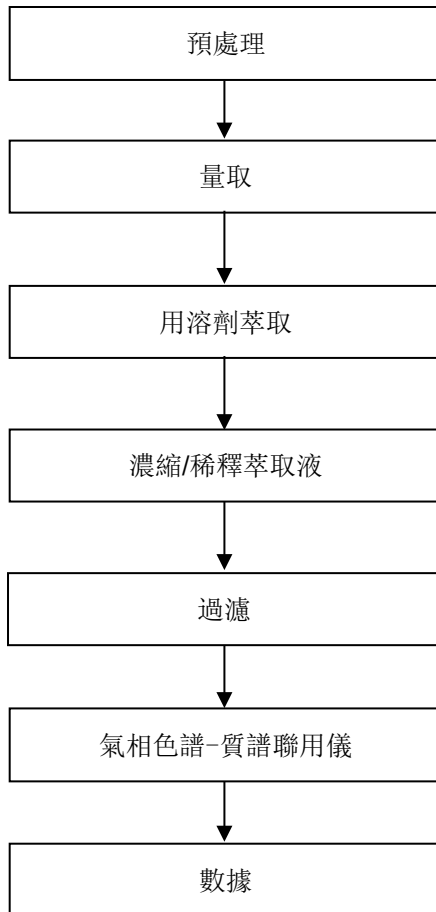 預處理
量取
用溶劑萃取
濃縮/稀釋萃取液
過濾
氣相色譜-質譜聯用儀
數據